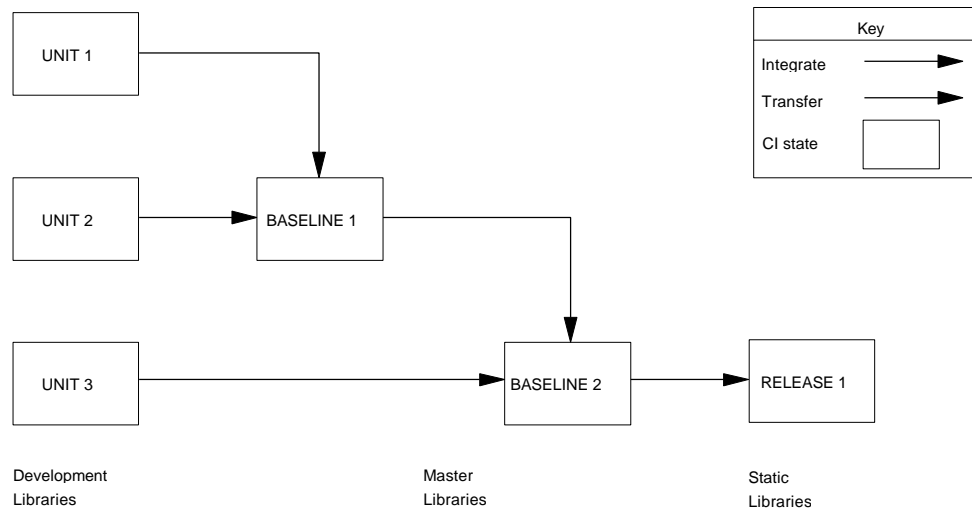 UNIT 1
Key
Integrate
Transfer
CI state
UNIT 2
BASELINE 1
UNIT 3
BASELINE 2
RELEASE 1
Development
Libraries
Master
Libraries
Static
Libraries